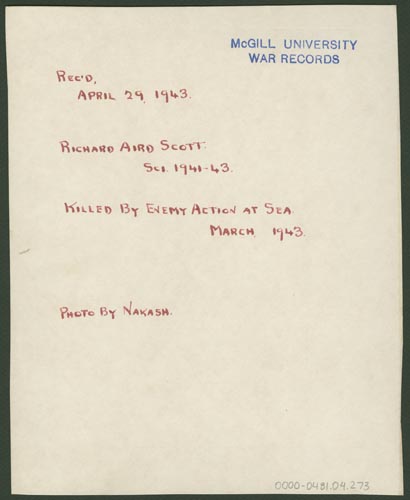 McGILL UNIVERSITY
WAR RECORDS
REC'D,
APRIL 29, 1943.
RICHARD AIRD SCOTT.
SCI. 1941-43.
KILLED BY ENEMY ACTION AT SEA.
MARCH, 1943.
PHOTO BY NAKASH.
0000-0481.04.273